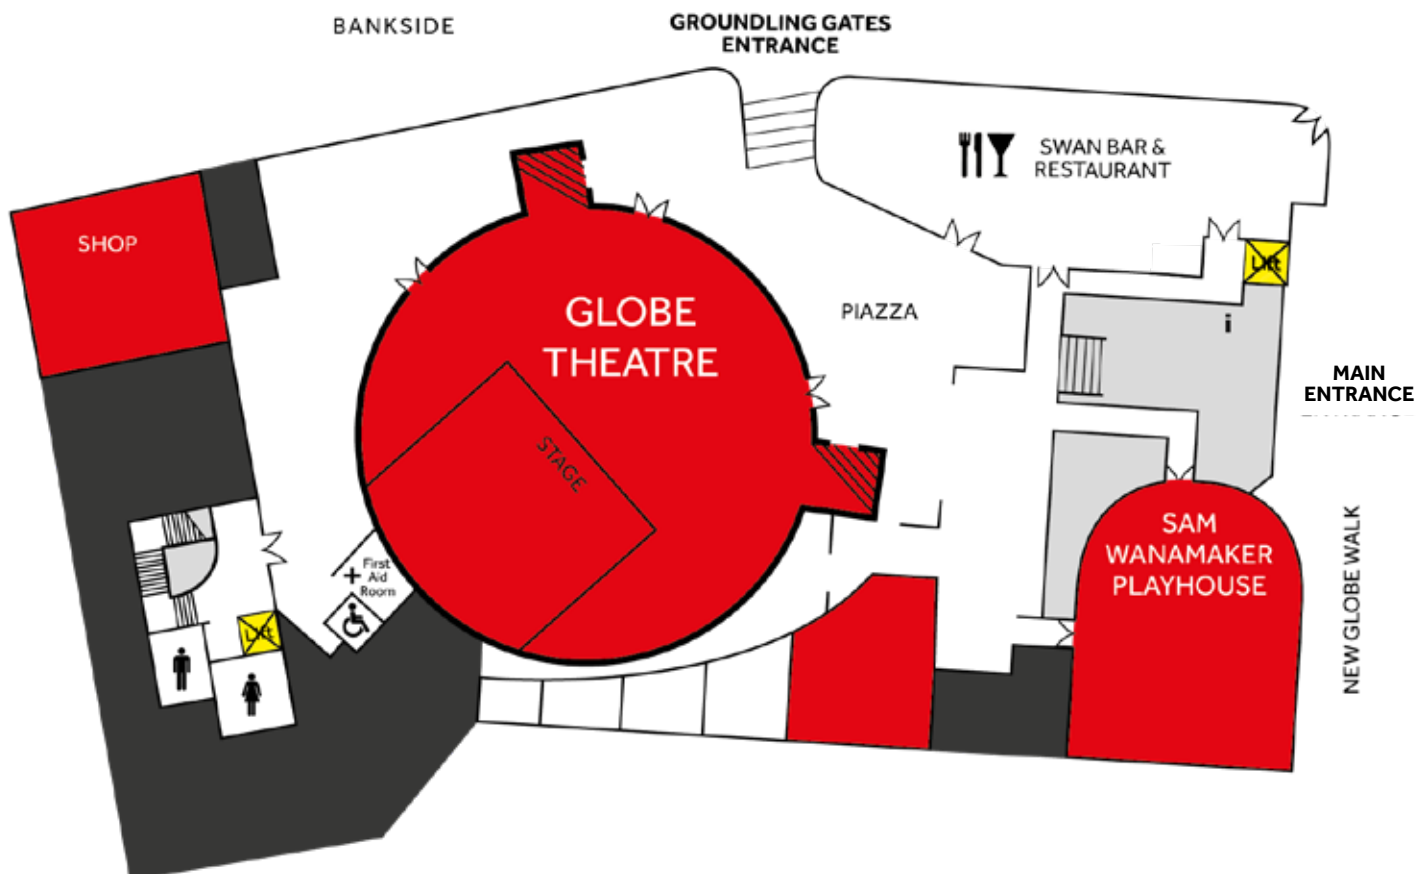 BANKSIDE
GROUNDLING GATES
ENTRANCE
SWAN BAR &
RESTAURANT
SHOP
Lift
GLOBE
THEATRE
PIAZZA
i
MAIN
ENTRANCE
STAGE
SAM
WANAMAKER
PLAYHOUSE
NEW GLOBE WALK
First
Aid
Room
Lift